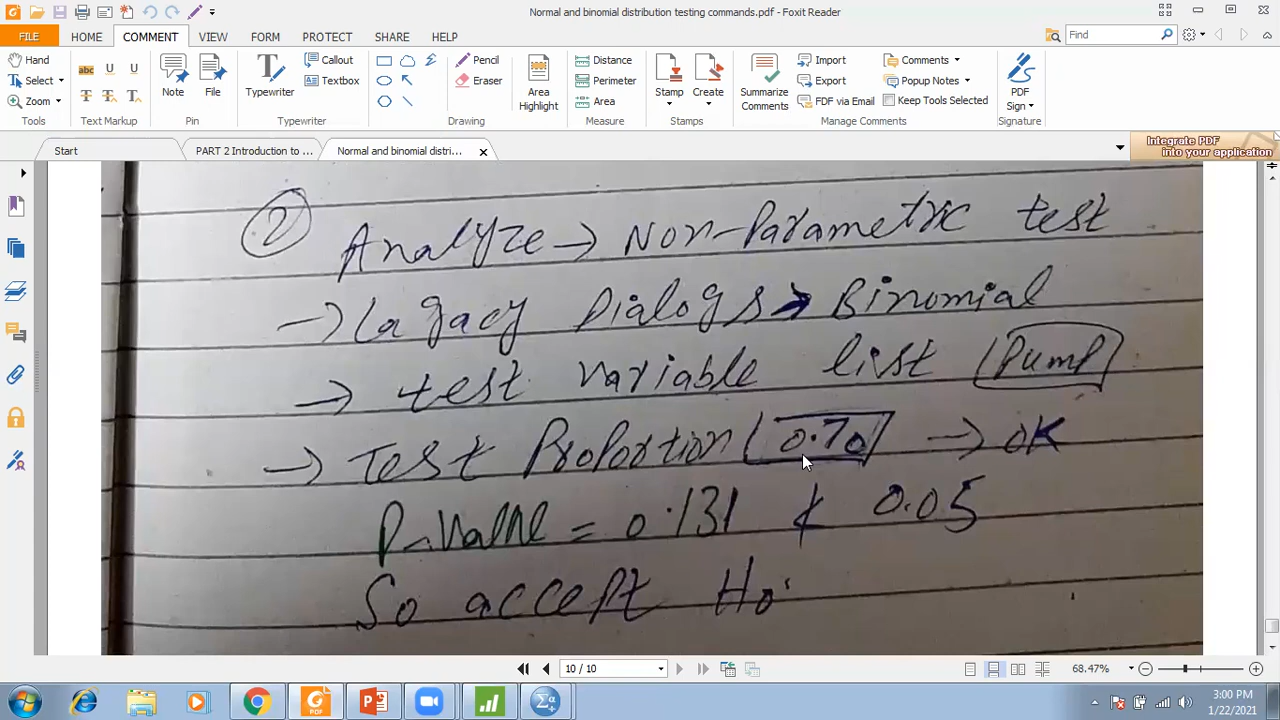 Normal and binomial distribution testing commands.pdf - Foxit Reader
FILE HOME COMMENT VIEW FORM PROTECT SHARE HELP
Find
Hand
Select
Zoom
Tools
Text Markup
Note
File
Pin
Typewriter
Callout
Textbox
Typewriter
Pencil
Eraser
Drawing
Area Highlight
Distance
Perimeter
Area
Measure
Stamp
Create
Stamps
Summarize Comments
Import
Export
FDF via Email
Comments
Popup Notes
Keep Tools Selected
Manage Comments
PDF Sign
Signature
Start
PART 2 Introduction to ...
Normal and binomial distri...
Integrate PDF
into your application
② Analyze → Non-Parametric test
→ Lagacy Dialogs → Binomial
→ test variable list (Pump)
→ Test Proportion (0.70) → OK
P-Value = 0.131 ≮ 0.05
So accept Ho.
10 / 10
68.47%
3:00 PM
1/22/2021